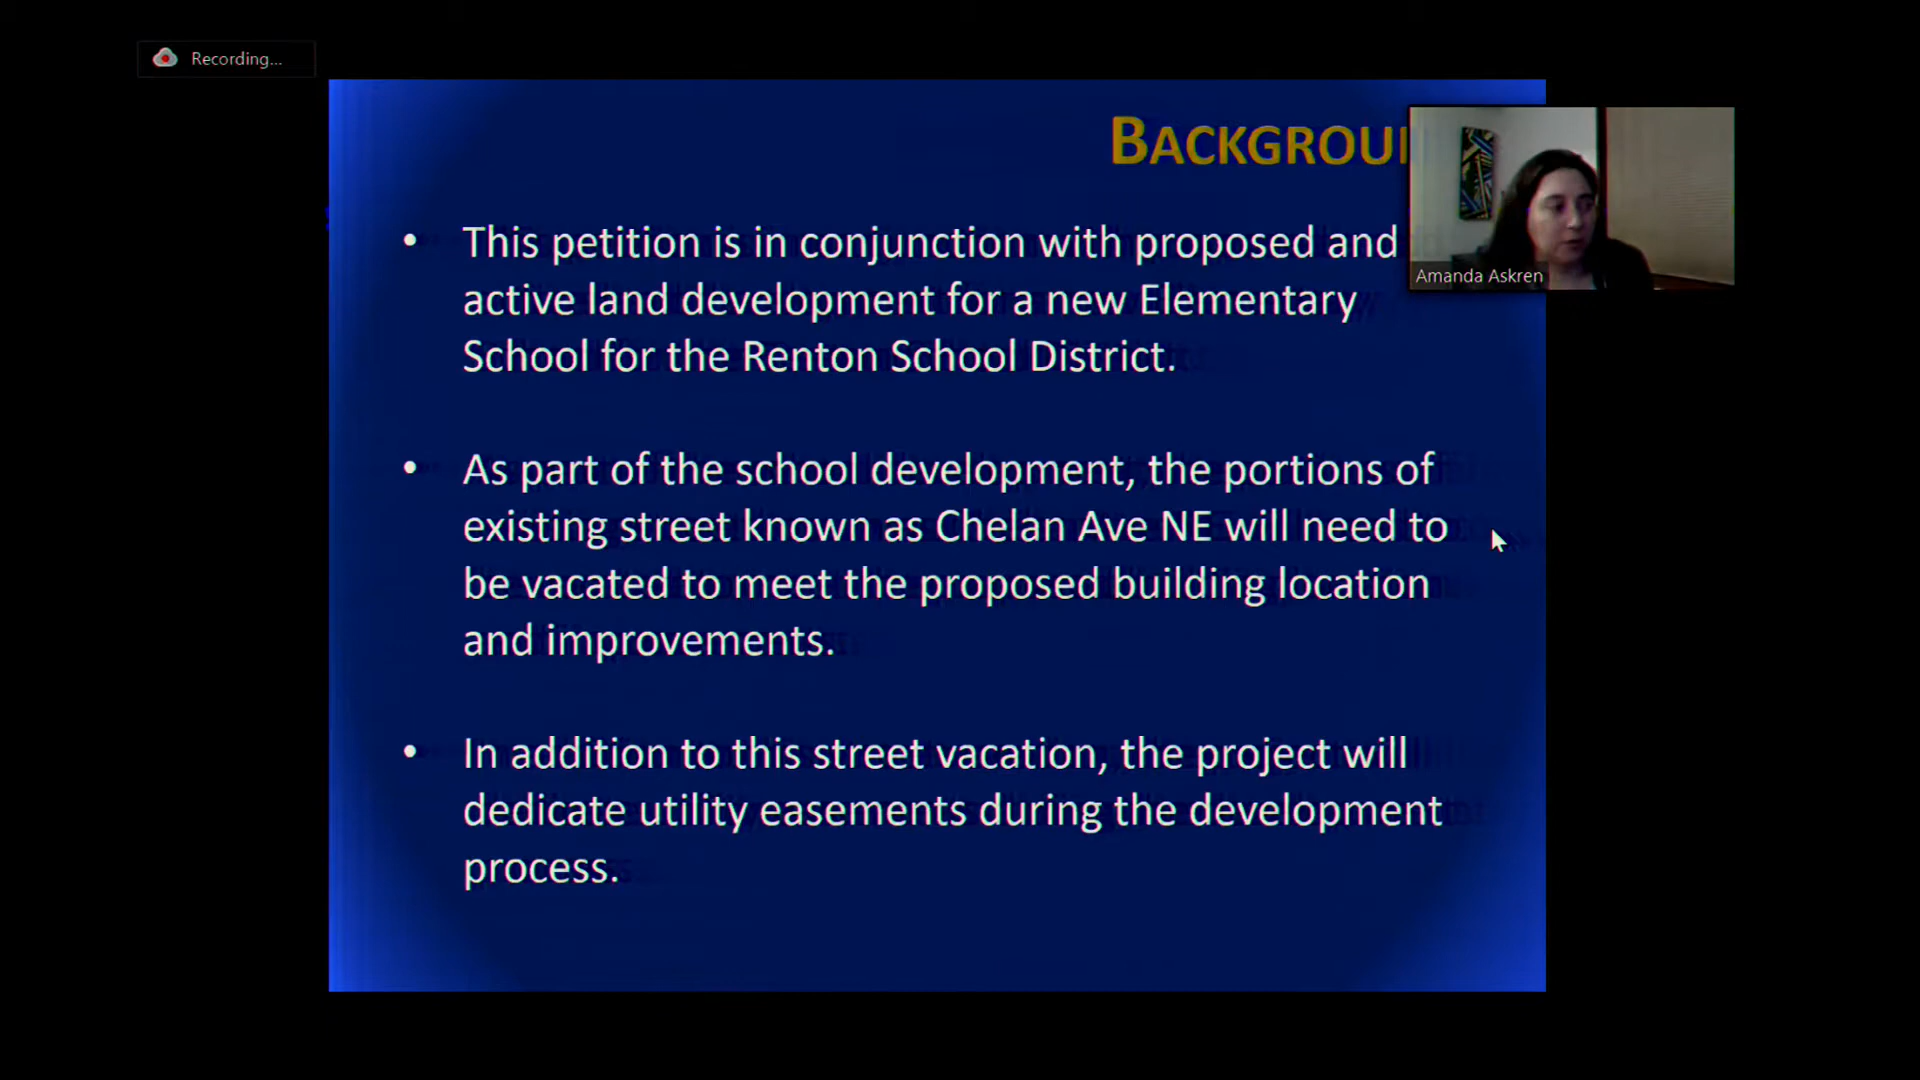 Recording...
BACKGROU
• This petition is in conjunction with proposed and
active land development for a new Elementary
School for the Renton School District.
• As part of the school development, the portions of
existing street known as Chelan Ave NE will need to
be vacated to meet the proposed building location
and improvements.
• In addition to this street vacation, the project will
dedicate utility easements during the development
process.
Amanda Askren